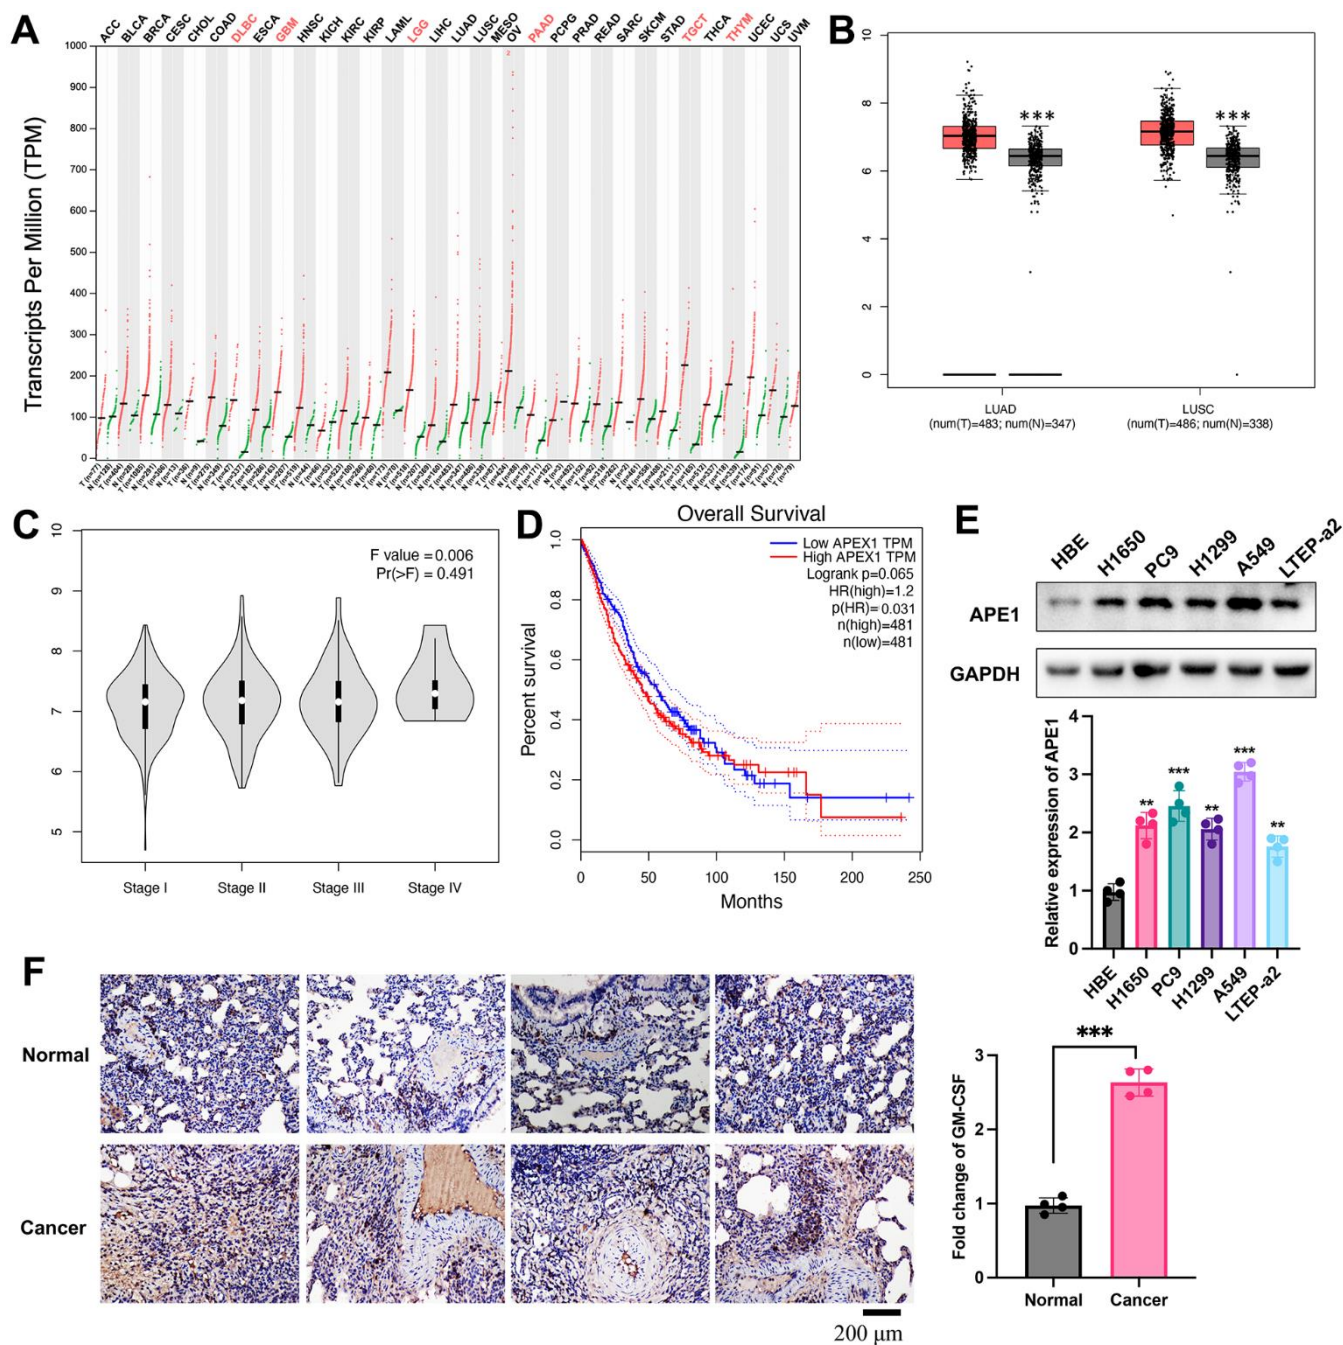 A
ACC
BLCA
BRCA
CESC
CHOL
COAD
DLBC
ESCA
GBM
HNSC
KICH
KIRC
KIRP
LAML
LGG
LIHC
LUAD
LUSC
MESO
OV
PAAD
PCPG
PRAD
READ
SARC
SKCM
STAD
TGCT
THCA
THYM
UCEC
UCS
UVM
Transcripts Per Million (TPM)
1000
900
800
700
600
500
400
300
200
100
0
B
10
8
6
4
2
0
***
***
LUAD
(num(T)=483; num(N)=347)
LUSC
(num(T)=486; num(N)=338)
C
10
9
8
7
6
5
F value = 0.006
Pr(>F) = 0.491
Stage I
Stage II
Stage III
Stage IV
D
Overall Survival
Low APEX1 TPM
High APEX1 TPM
Logrank p=0.065
HR(high)=1.2
p(HR)=0.031
n(high)=481
n(low)=481
Percent survival
1.0
0.8
0.6
0.4
0.2
0.0
0
50
100
150
200
250
Months
E
HBE
H1650
PC9
H1299
A549
LTEP-a2
APE1
GAPDH
Relative expression of APE1
4
3
2
1
0
**
***
**
***
**
HBE
H1650
PC9
H1299
A549
LTEP-a2
F
Normal
Cancer
200 μm
Fold change of GM-CSF
3
2
1
0
***
Normal
Cancer